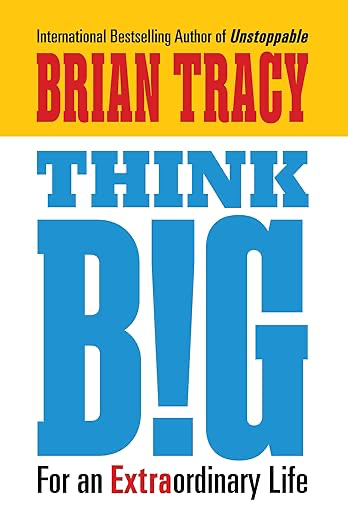 International Bestselling Author of Unstoppable
BRIAN TRACY
THINK
B!G
For an Extraordinary Life